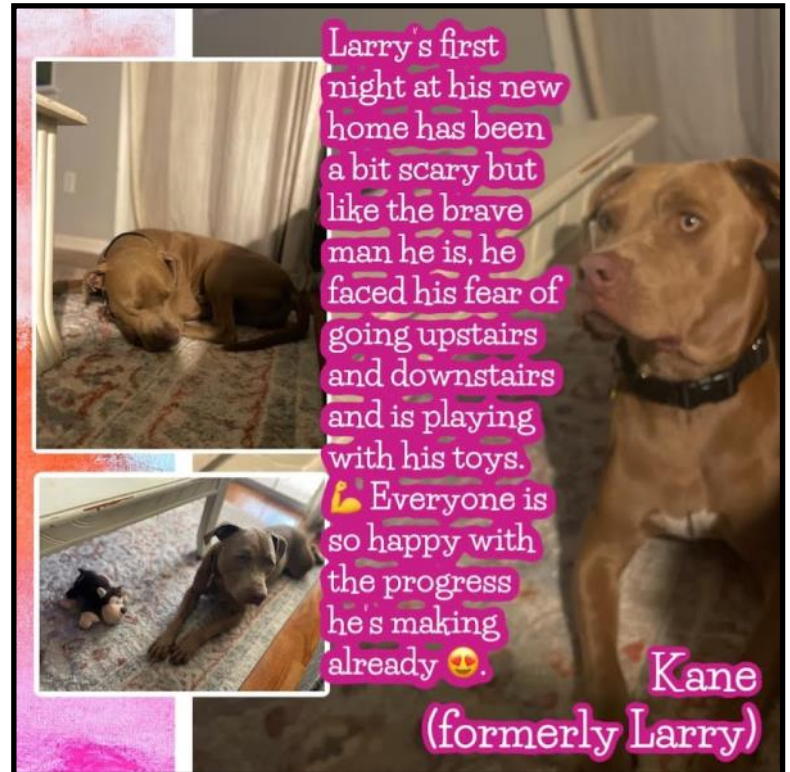 Larry's first
night at his new
home has been
a bit scary but
like the brave
man he is, he
faced his fear of
going upstairs
and downstairs
and is playing
with his toys.
💪 Everyone is
so happy with
the progress
he's making
already 😍.
Kane
(formerly Larry)